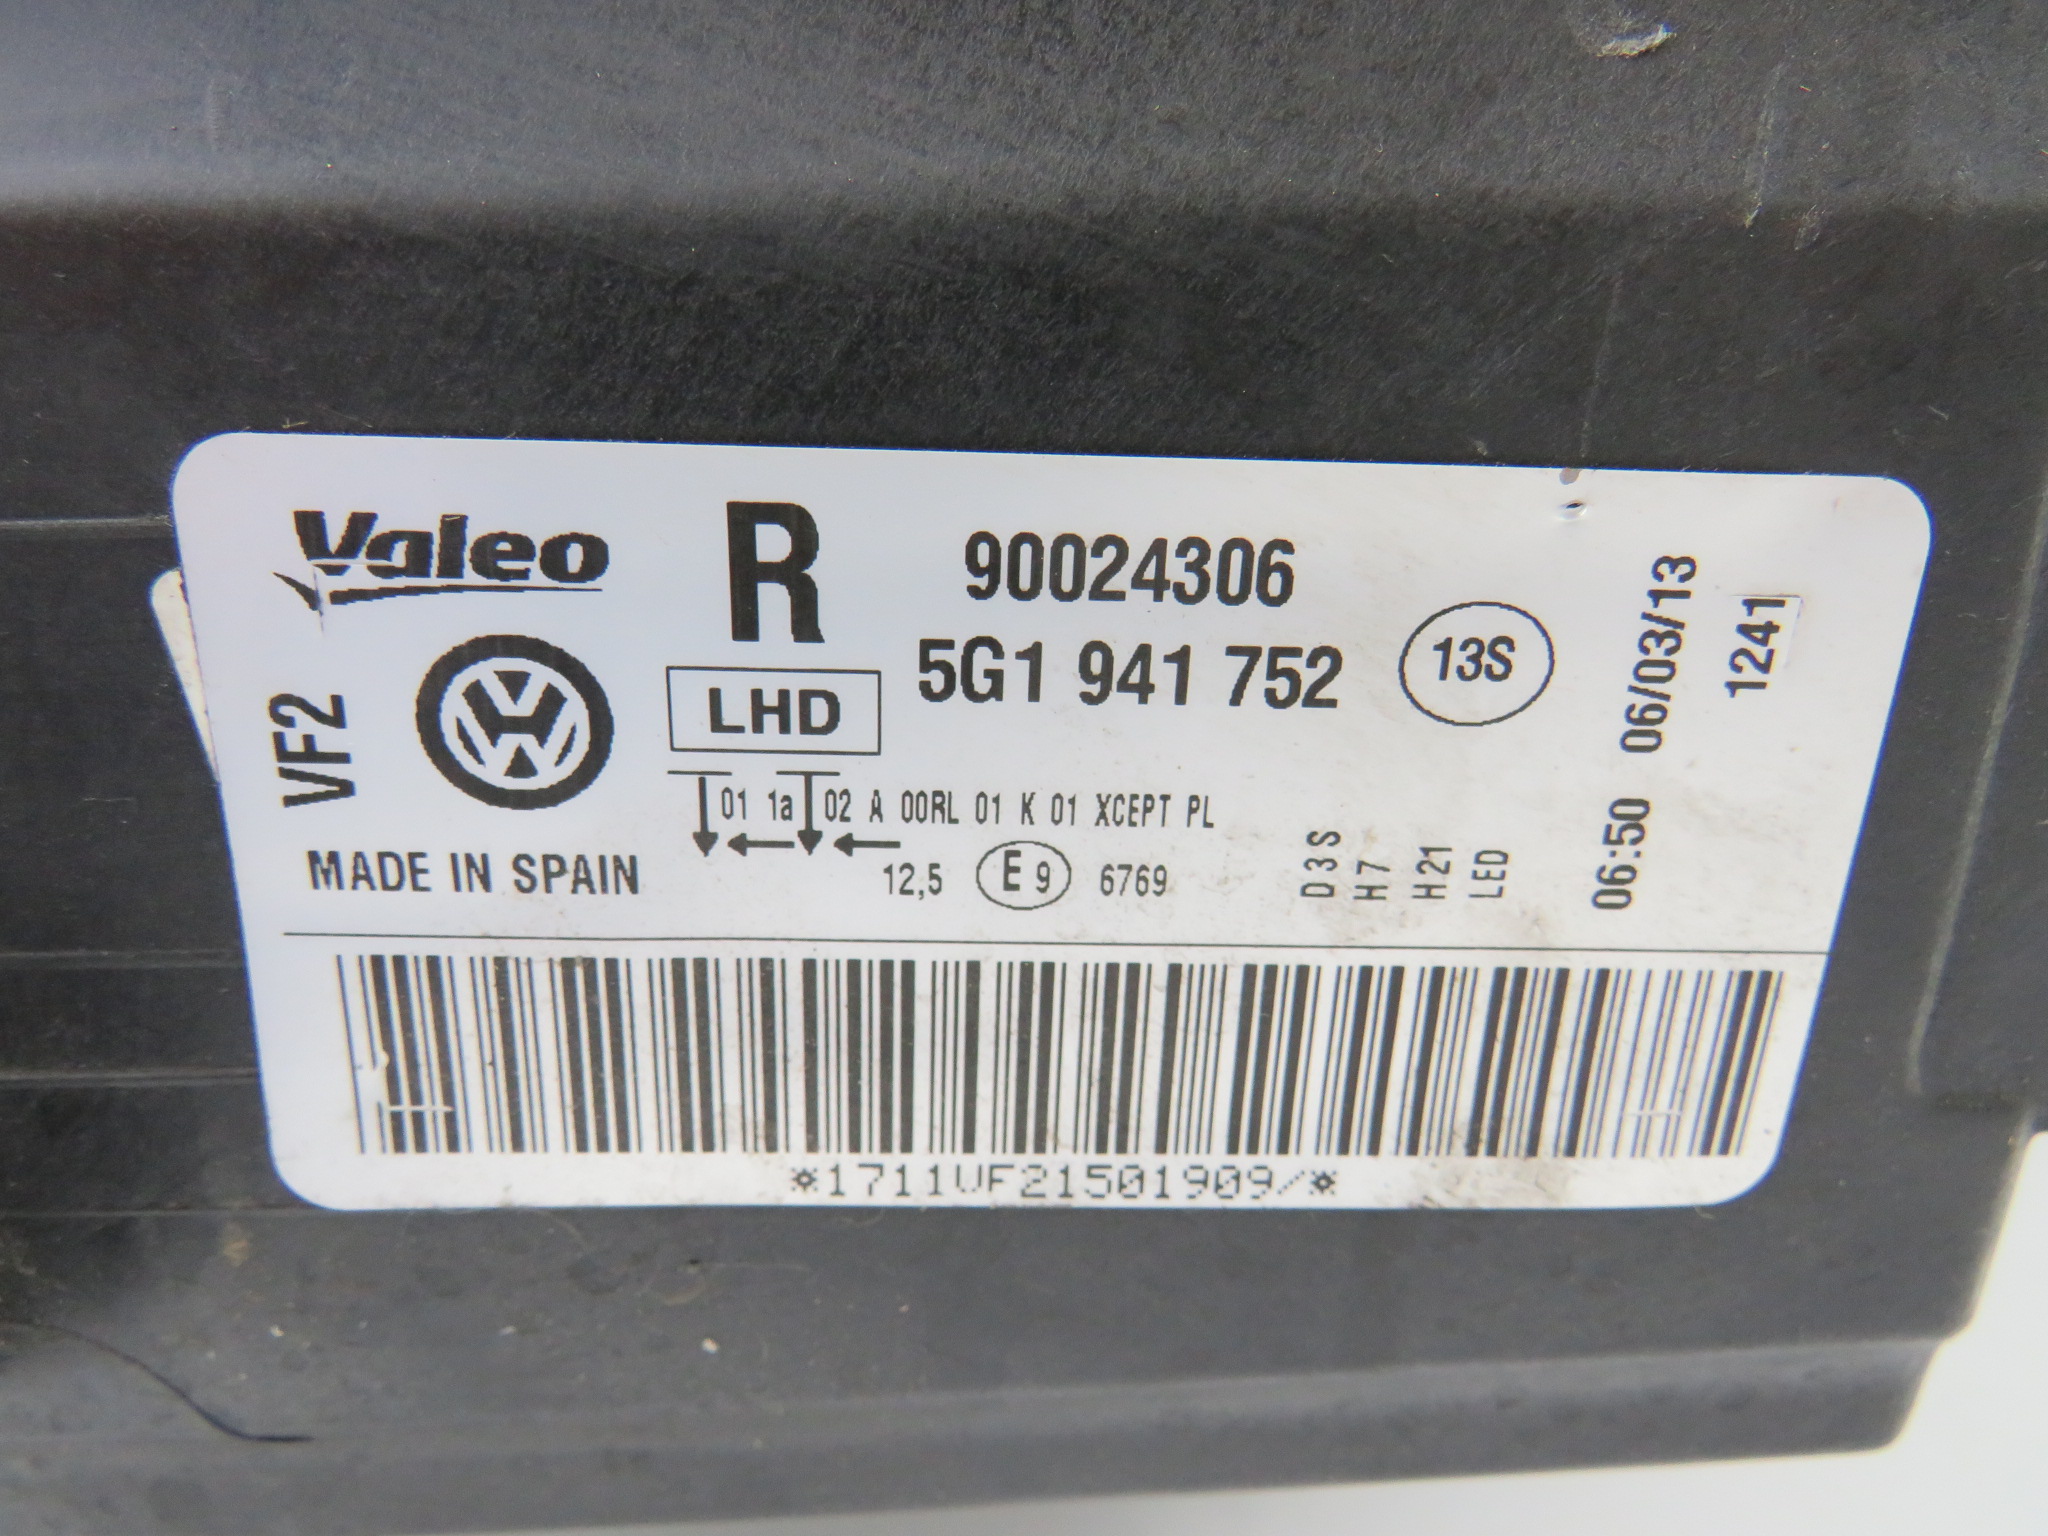 Valeo
R
90024306
5G1 941 752
13S
LHD
VF2
01 1a 02 A 00RL 01 K 01 XCEPT PL
MADE IN SPAIN
12,5 E9 6769
D3S
H7
H21
LED
06:50 06/03/13
1241
*1711VF21501909/*